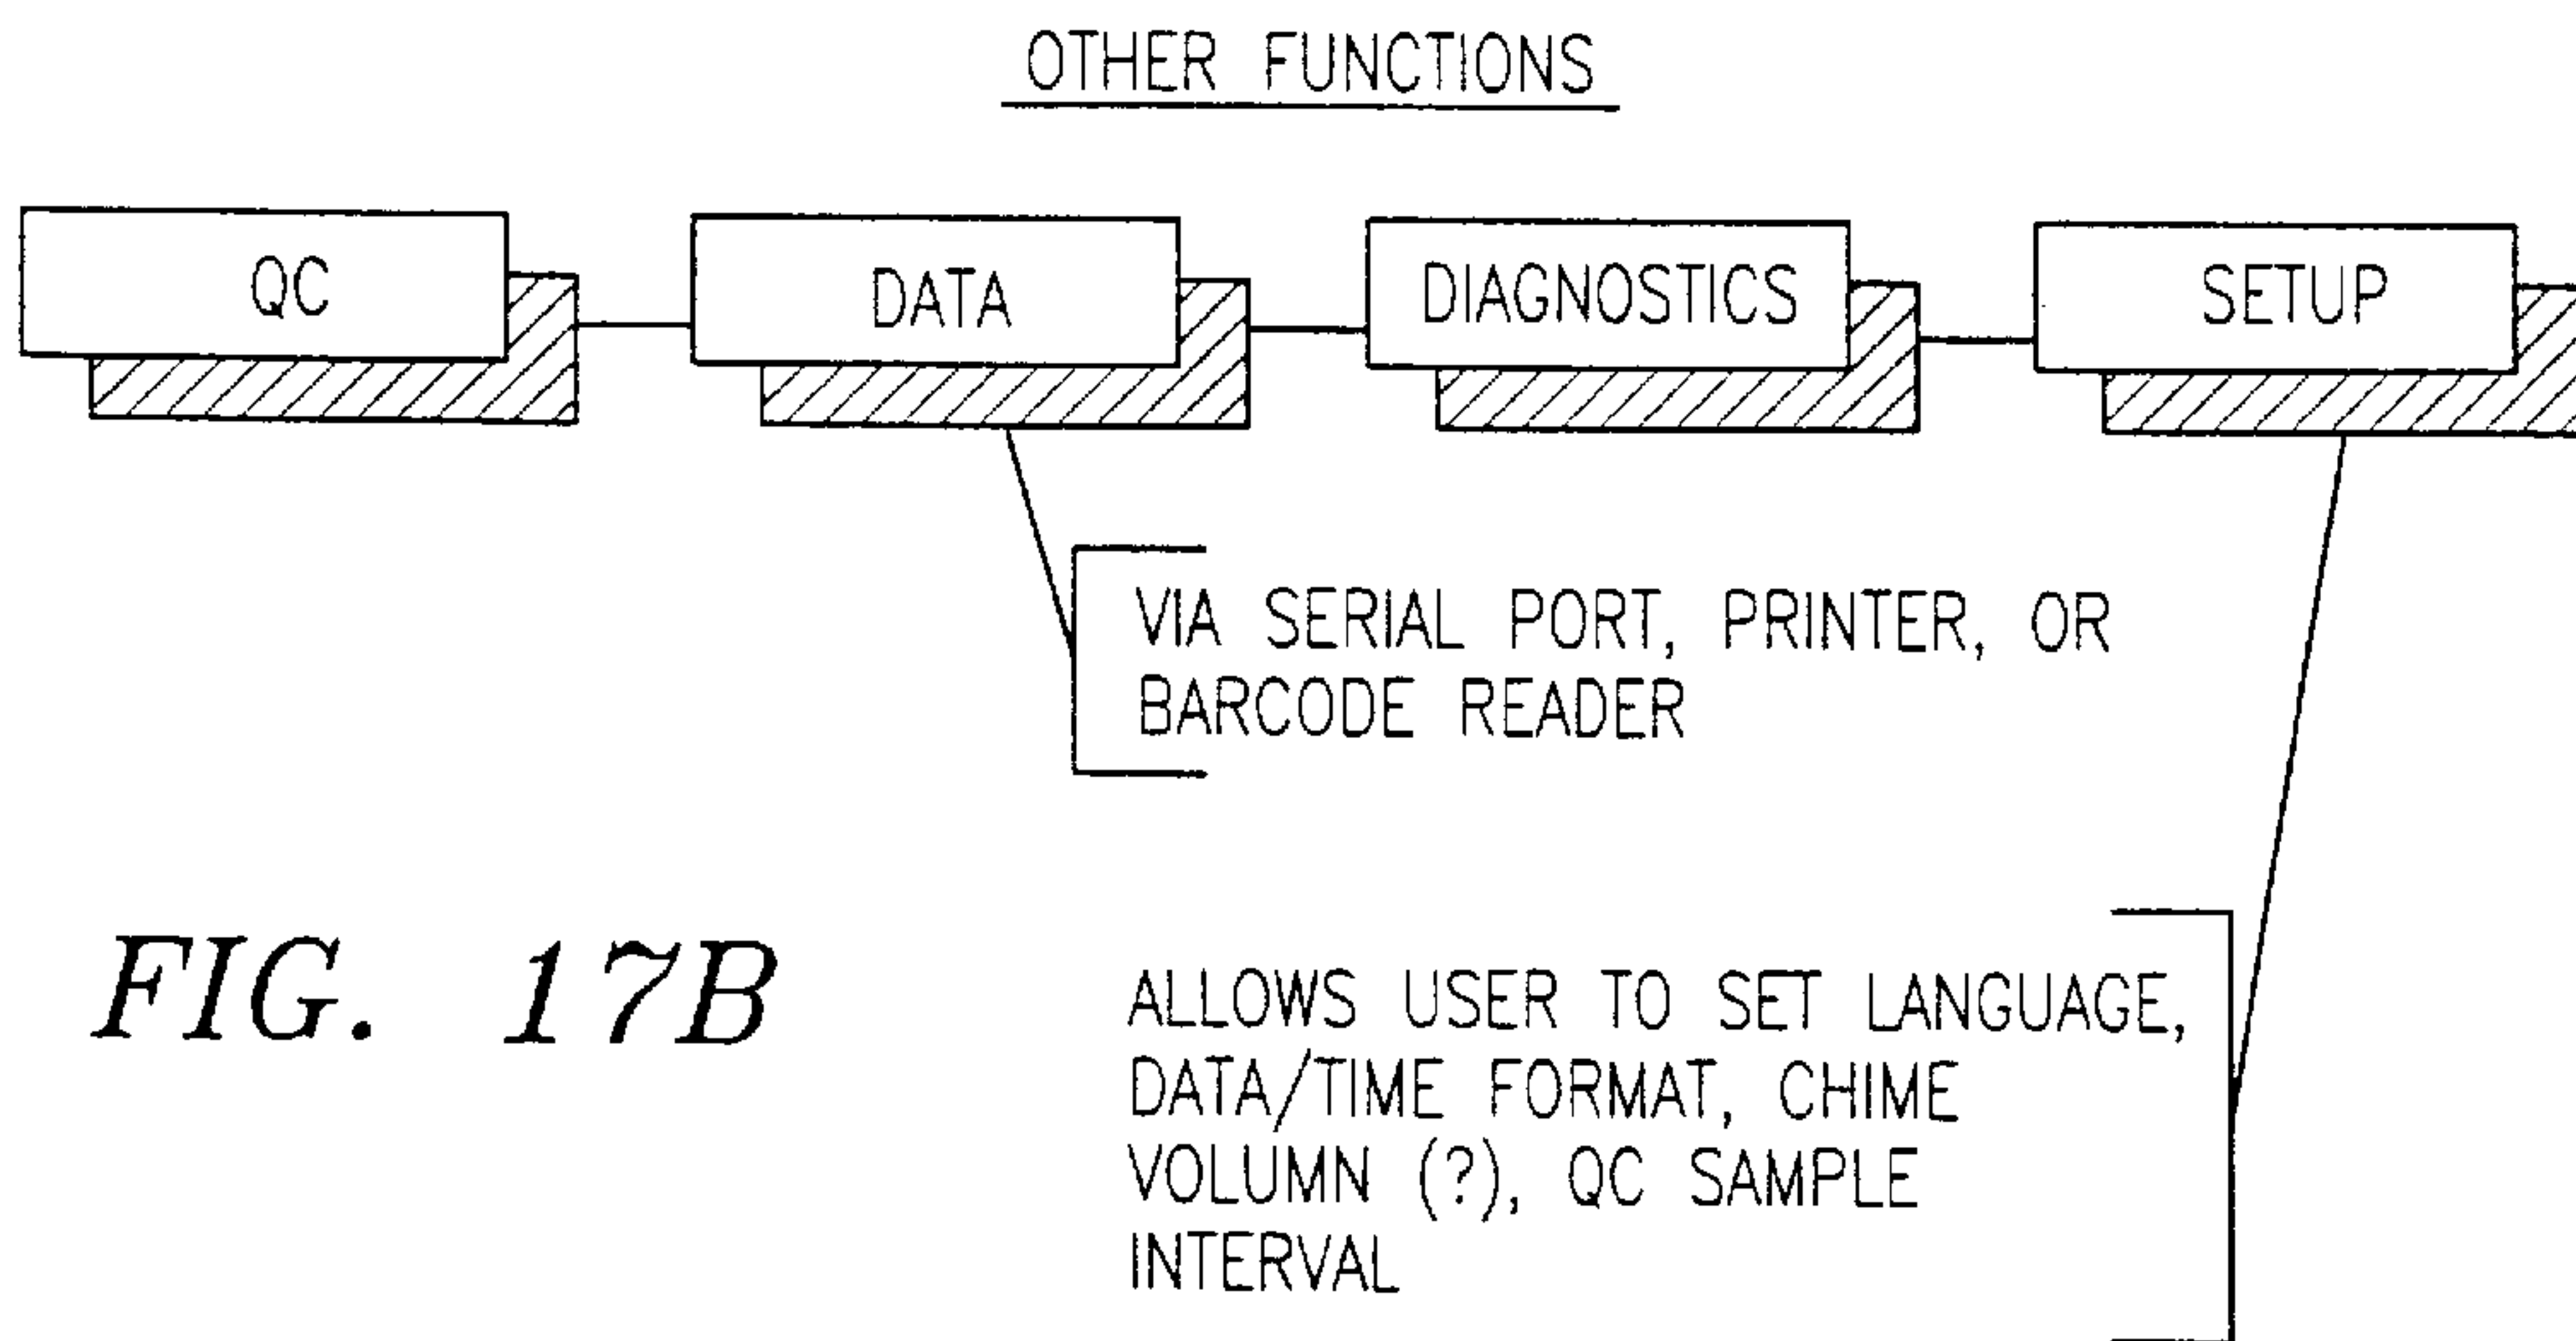 OTHER FUNCTIONS
QC
DATA
DIAGNOSTICS
SETUP
VIA SERIAL PORT, PRINTER, OR
BARCODE READER
FIG. 17B
ALLOWS USER TO SET LANGUAGE,
DATA/TIME FORMAT, CHIME
VOLUMN (?), QC SAMPLE
INTERVAL